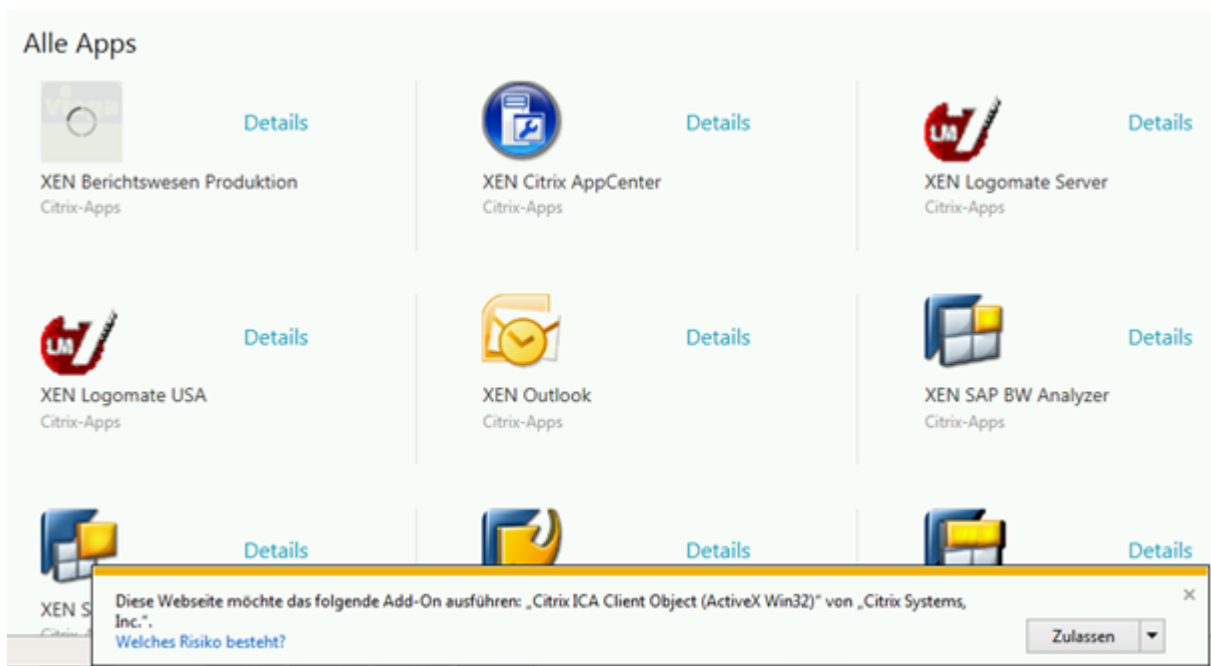 Alle Apps
Details
Details
Details
XEN Berichtswesen Produktion
XEN Citrix AppCenter
XEN Logomate Server
Citrix-Apps
Citrix-Apps
Citrix-Apps
LM
Details
Details
Details
LM
XEN Logomate USA
XEN Outlook
XEN SAP BW Analyzer
Citrix-Apps
Citrix-Apps
Citrix-Apps
Details
Details
Details
XEN S
Diese Webseite möchte das folgende Add-On ausführen: „Citrix ICA Client Object (ActiveX Win32)“ von „Citrix Systems,
Inc.“.
Welches Risiko besteht?
Zulassen